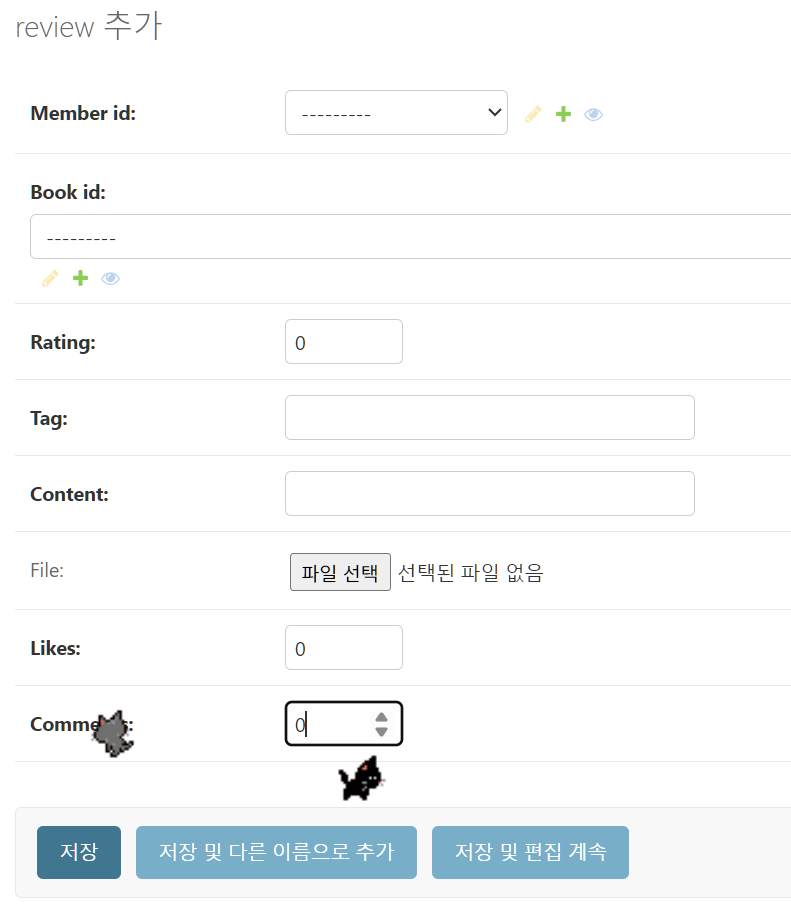 review 추가
Member id: ---------
Book id:
---------
Rating: 0
Tag:
Content:
File: 파일 선택 선택된 파일 없음
Likes: 0
Comme s: 0
저장 저장 및 다른 이름으로 추가 저장 및 편집 계속